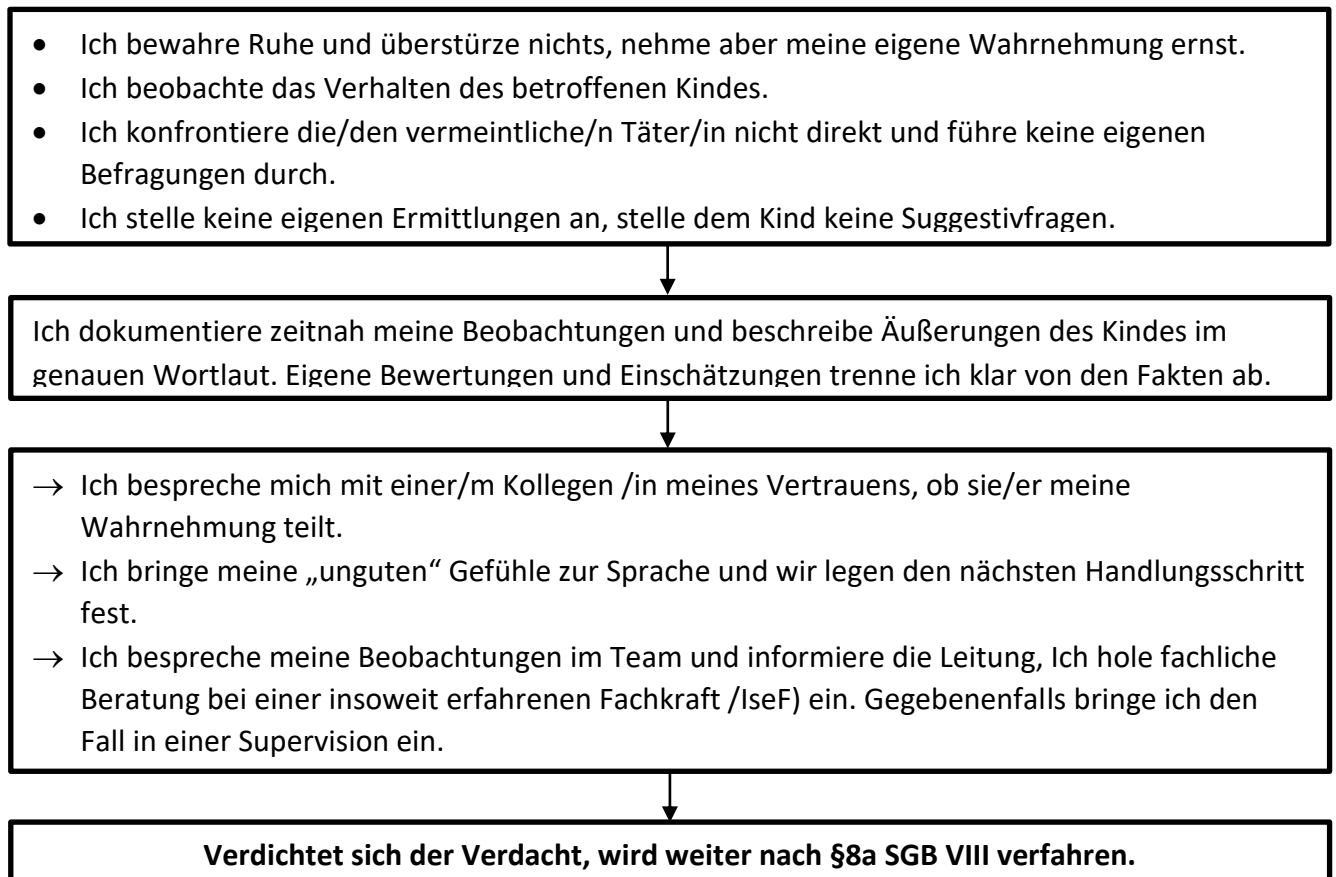 • Ich bewahre Ruhe und überstürze nichts, nehme aber meine eigene Wahrnehmung ernst.
• Ich beobachte das Verhalten des betroffenen Kindes.
• Ich konfrontiere die/den vermeintliche/n Täter/in nicht direkt und führe keine eigenen
Befragungen durch.
• Ich stelle keine eigenen Ermittlungen an, stelle dem Kind keine Suggestivfragen.
Ich dokumentiere zeitnah meine Beobachtungen und beschreibe Äußerungen des Kindes im
genauen Wortlaut. Eigene Bewertungen und Einschätzungen trenne ich klar von den Fakten ab.
→ Ich bespreche mich mit einer/m Kollegen /in meines Vertrauens, ob sie/er meine
Wahrnehmung teilt.
→ Ich bringe meine „unguten“ Gefühle zur Sprache und wir legen den nächsten Handlungsschritt
fest.
→ Ich bespreche meine Beobachtungen im Team und informiere die Leitung, Ich hole fachliche
Beratung bei einer insoweit erfahrenen Fachkraft /IseF) ein. Gegebenenfalls bringe ich den
Fall in einer Supervision ein.
Verdichtet sich der Verdacht, wird weiter nach §8a SGB VIII verfahren.